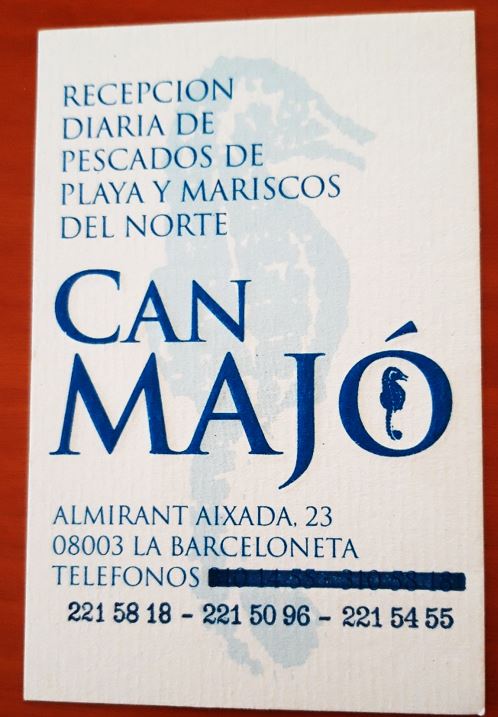 RECEPCION
DIARIA DE
PESCADOS DE
PLAYA Y MARISCOS
DEL NORTE
CAN
MAJÓ
ALMIRANT AIXADA, 23
08003 LA BARCELONETA
TELEFONOS
221 58 18 - 221 50 96 - 221 54 55